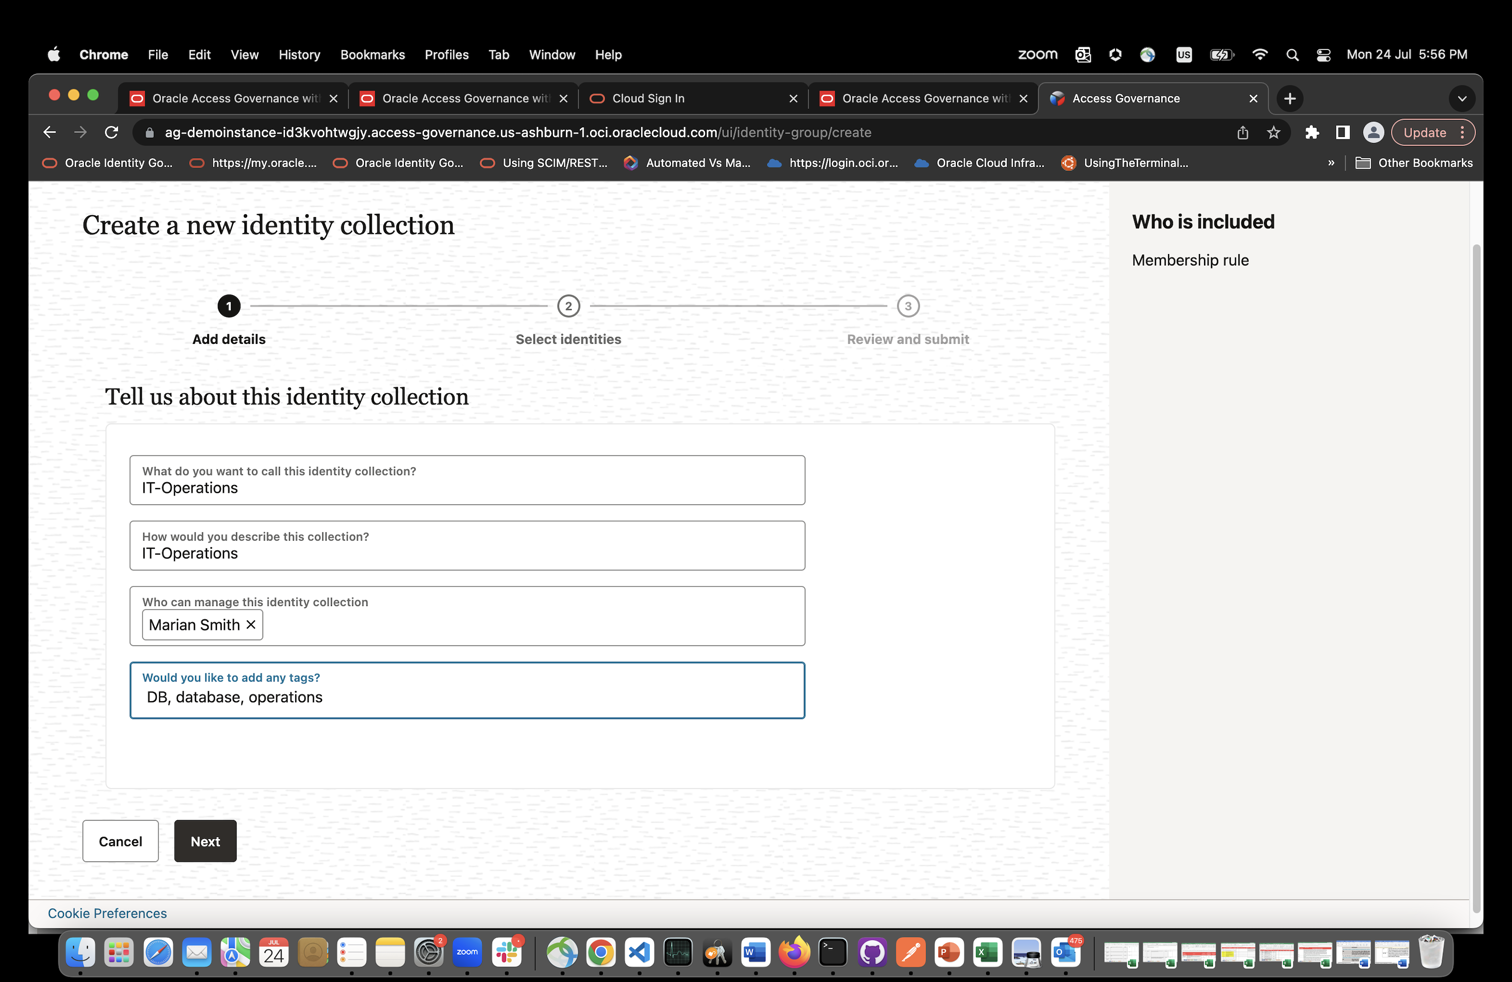 Chrome File Edit View History Bookmarks Profiles Tab Window Help zoom US Mon 24 Jul 5:56 PM
Oracle Access Governance wit Oracle Access Governance wit Cloud Sign In Oracle Access Governance wit Access Governance
ag-demoinstance-id3kvohtwgjy.access-governance.us-ashburn-1.oci.oraclecloud.com/ui/identity-group/create Update
Oracle Identity Go... https://my.oracle.... Oracle Identity Go... Using SCIM/REST... Automated Vs Ma... https://login.oci.or... Oracle Cloud Infra... UsingTheTerminal... » Other Bookmarks
Create a new identity collection
1 2 3
Add details Select identities Review and submit
Tell us about this identity collection
What do you want to call this identity collection?
IT-Operations
How would you describe this collection?
IT-Operations
Who can manage this identity collection
Marian Smith ×
Would you like to add any tags?
DB, database, operations
Cancel Next
Who is included
Membership rule
Cookie Preferences
JUL
24
2
zoom
475